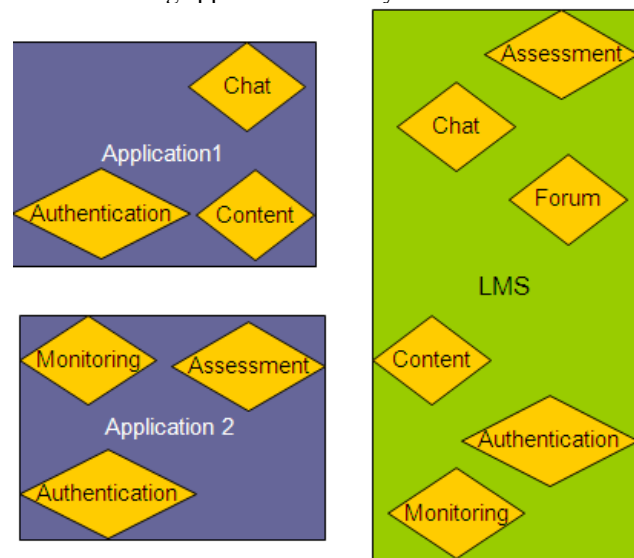 Chat
Application1
Authentication
Content
Monitoring
Assessment
Application 2
Authentication
Assessment
Chat
Forum
LMS
Content
Authentication
Monitoring